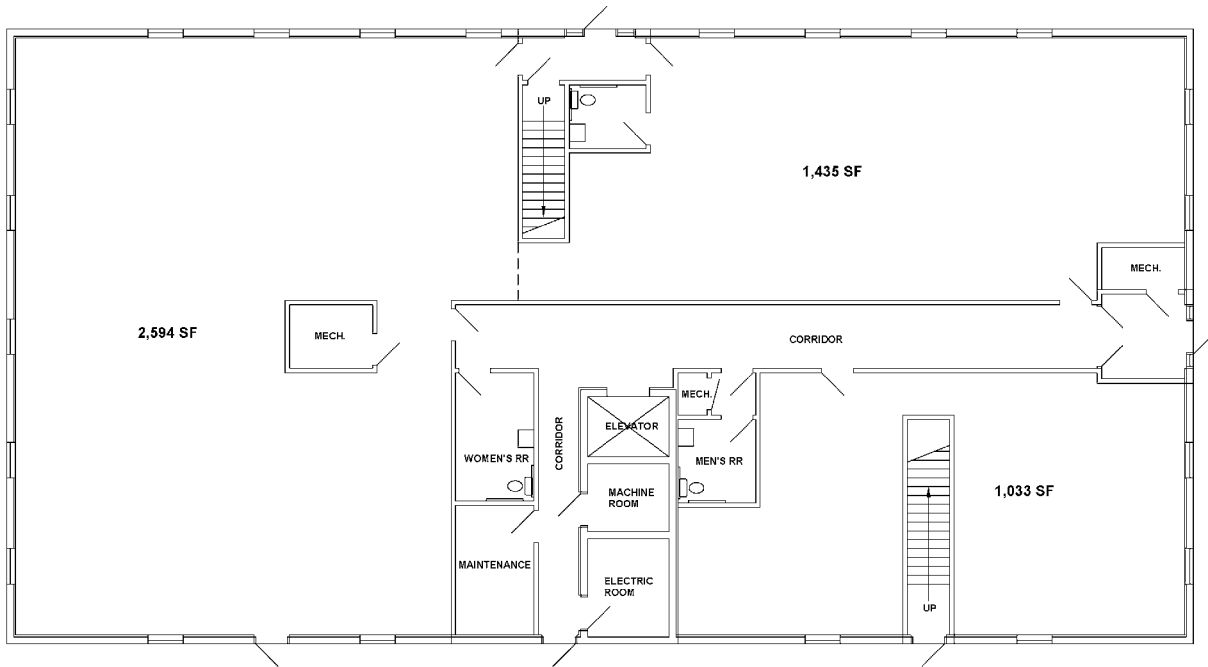 UP
1,435 SF
MECH.
2,594 SF
MECH.
CORRIDOR
MECH.
ELEVATOR
CORRIDOR
WOMEN'S RR
MEN'S RR
MACHINE
ROOM
1,033 SF
MAINTENANCE
ELECTRIC
ROOM
UP